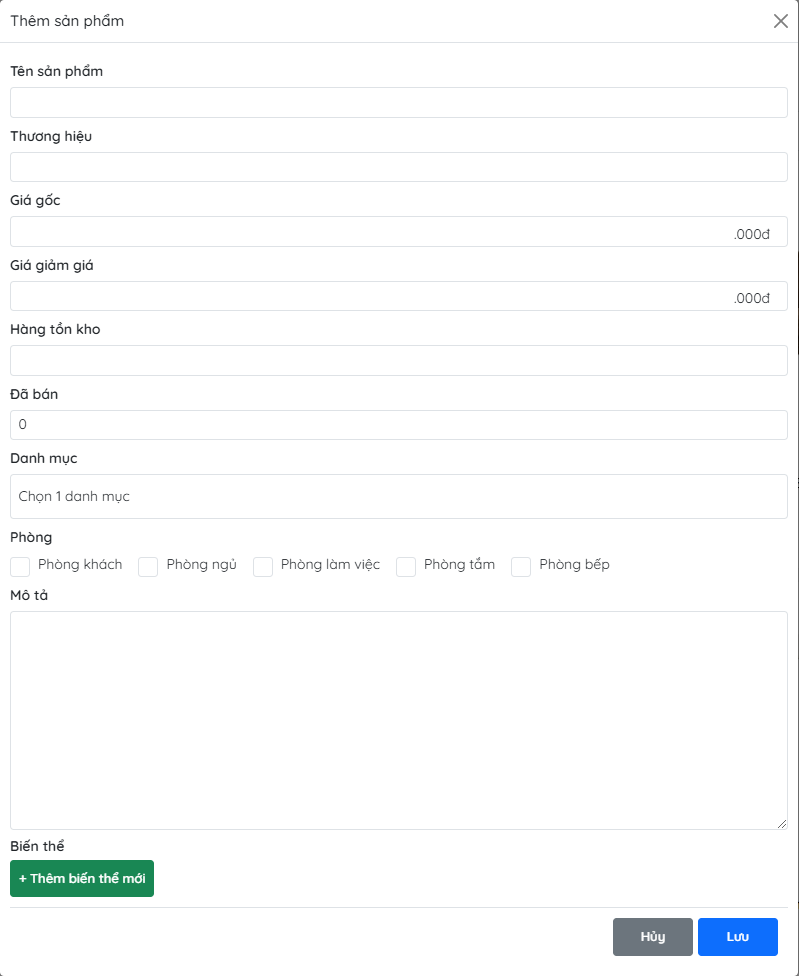 Thêm sản phẩm
Tên sản phẩm
Thương hiệu
Giá gốc
.000đ
Giá giảm giá
.000đ
Hàng tồn kho
Đã bán
0
Danh mục
Chọn 1 danh mục
Phòng
Phòng khách Phòng ngủ Phòng làm việc Phòng tắm Phòng bếp
Mô tả
Biến thể
+ Thêm biến thể mới
Hủy Lưu